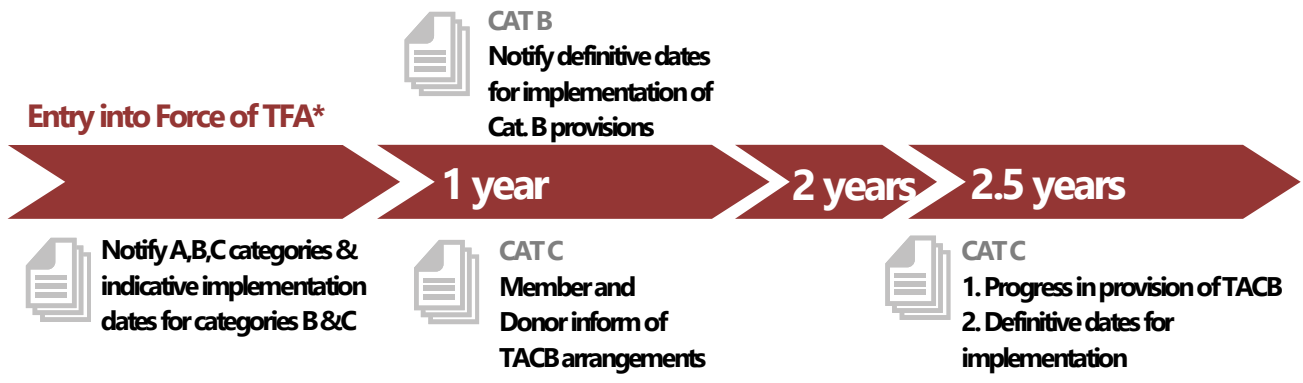 CAT B
Notify definitive dates
for implementation of
Cat. B provisions
Entry into Force of TFA*
1 year
2 years
2.5 years
Notify A,B,C categories &
indicative implementation
dates for categories B &C
CAT C
Member and
Donor inform of
TACB arrangements
CAT C
1. Progress in provision of TACB
2. Definitive dates for
implementation